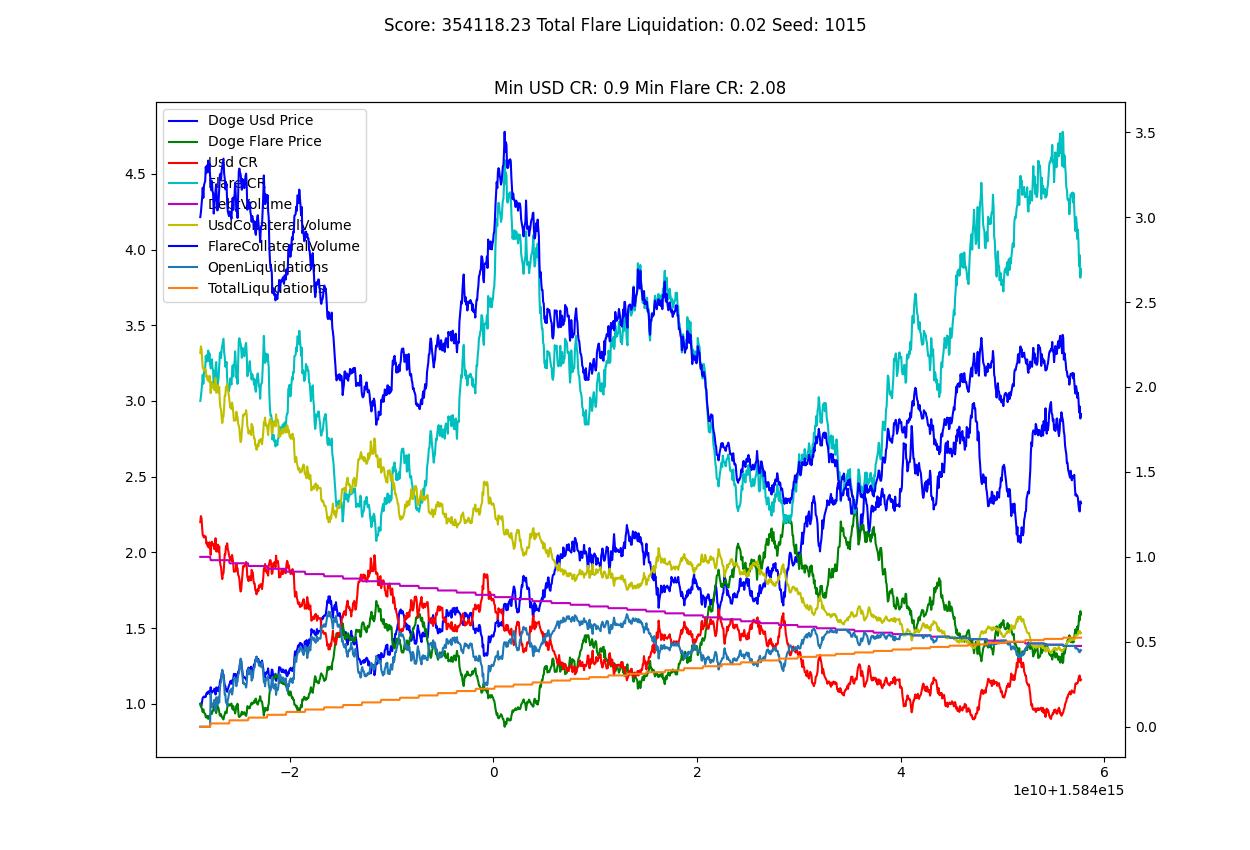 Score: 354118.23 Total Flare Liquidation: 0.02 Seed: 1015
Min USD CR: 0.9 Min Flare CR: 2.08
Doge Usd Price
Doge Flare Price
Usd CR
Flare CR
DebtVolume
UsdCollateralVolume
FlareCollateralVolume
OpenLiquidations
TotalLiquidations
4.5
4.0
3.5
3.0
2.5
2.0
1.5
1.0
3.5
3.0
2.5
2.0
1.5
1.0
0.5
0.0
−2
0
2
4
6
1e10+1.584e15